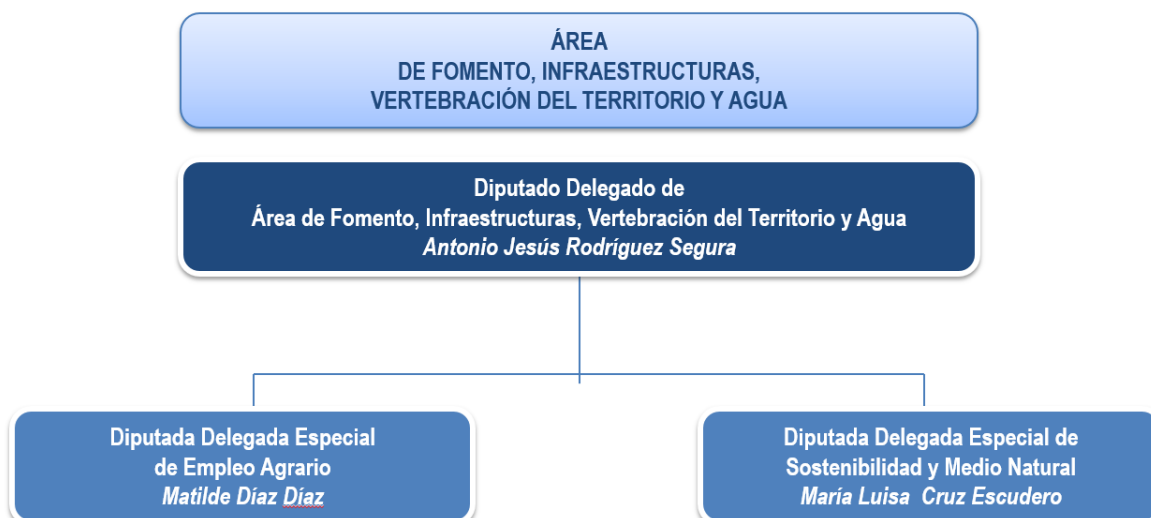 ÁREA
DE FOMENTO, INFRAESTRUCTURAS,
VERTEBRACIÓN DEL TERRITORIO Y AGUA
Diputado Delegado de
Área de Fomento, Infraestructuras, Vertebración del Territorio y Agua
Antonio Jesús Rodríguez Segura
Diputada Delegada Especial
de Empleo Agrario
Matilde Díaz Díaz
Diputada Delegada Especial de
Sostenibilidad y Medio Natural
María Luisa Cruz Escudero